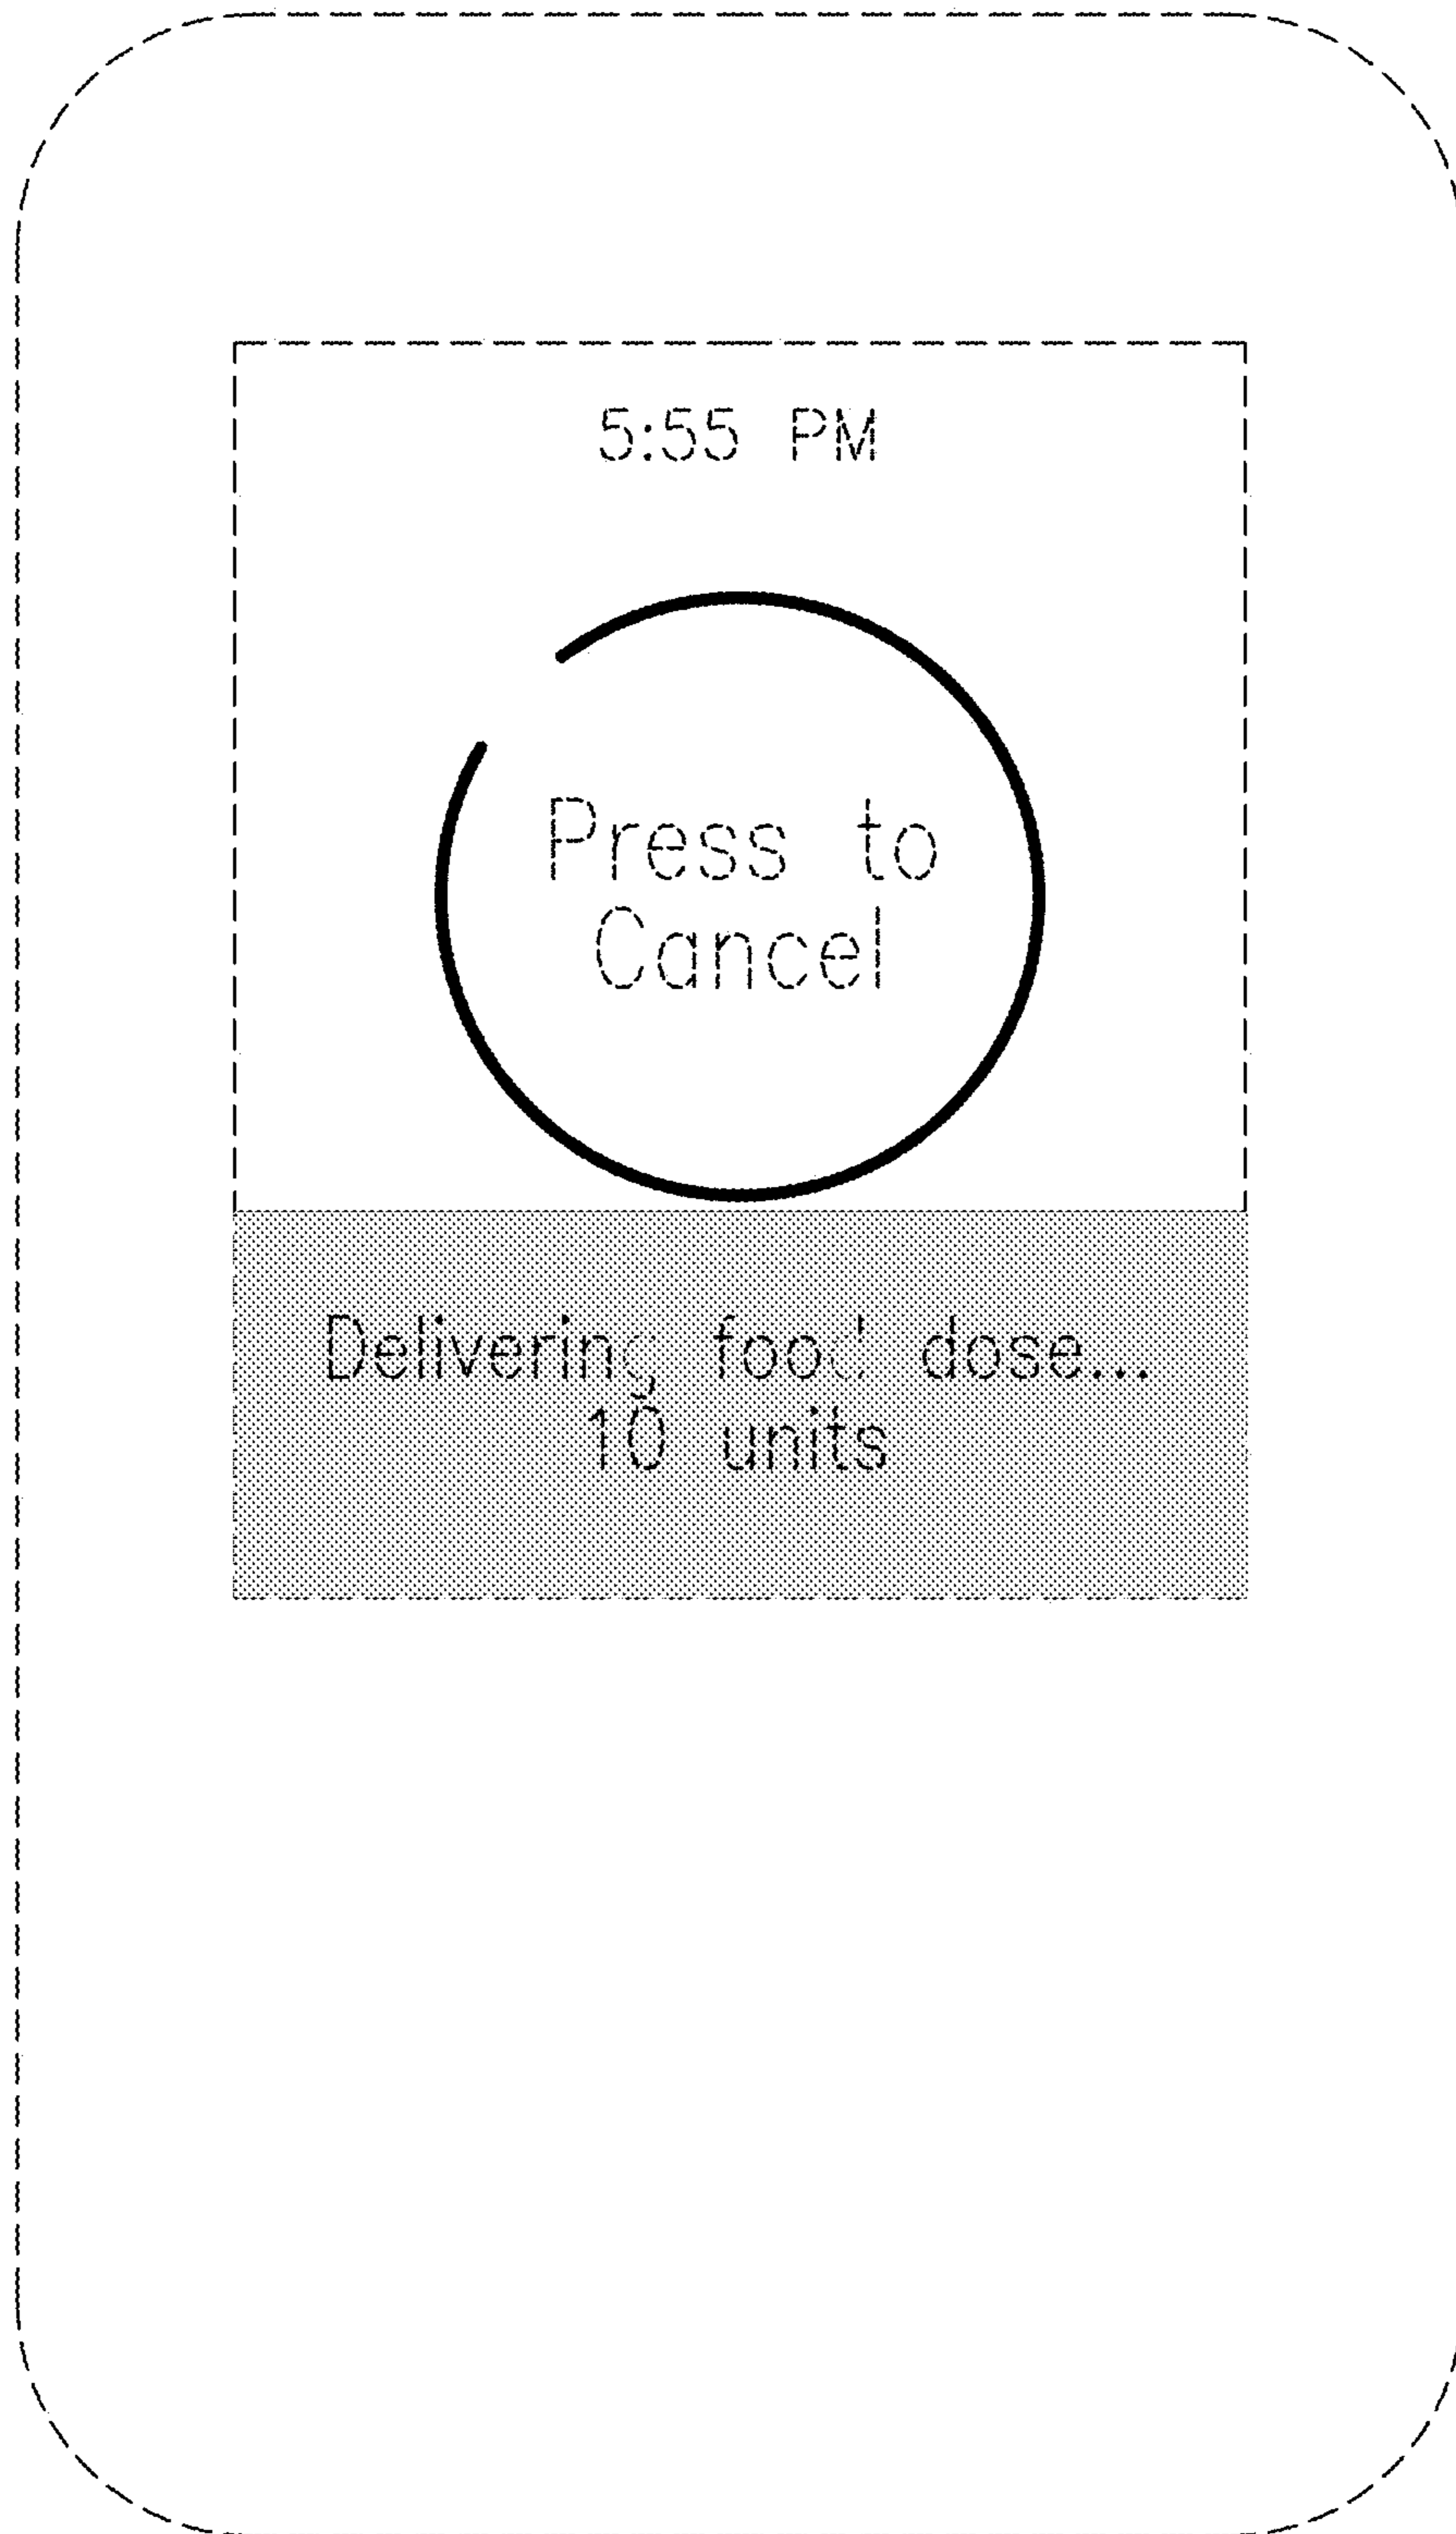 5:55 PM
Press to
Cancel
Delivering food dose...
10 units